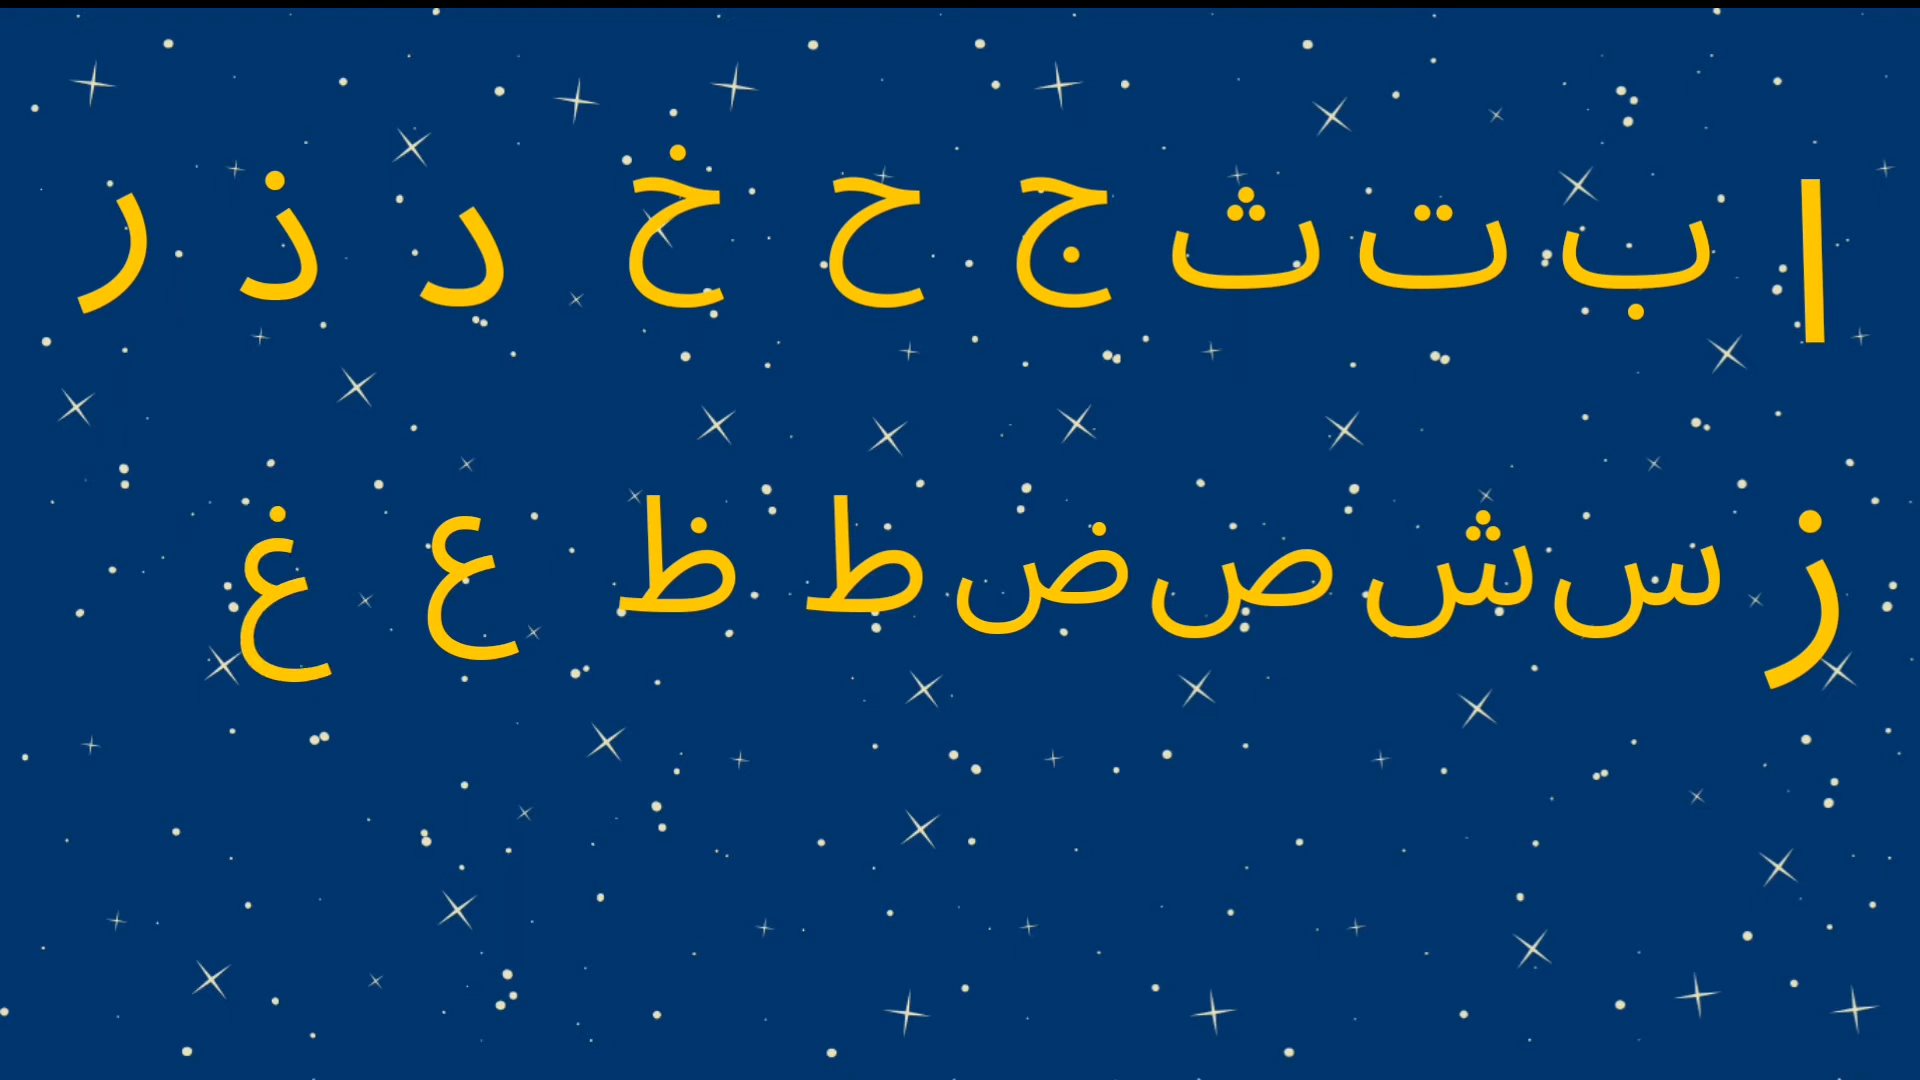 ا ب ت ث ج ح خ د ذ ر
ز س ش ص ض ط ظ ع غ